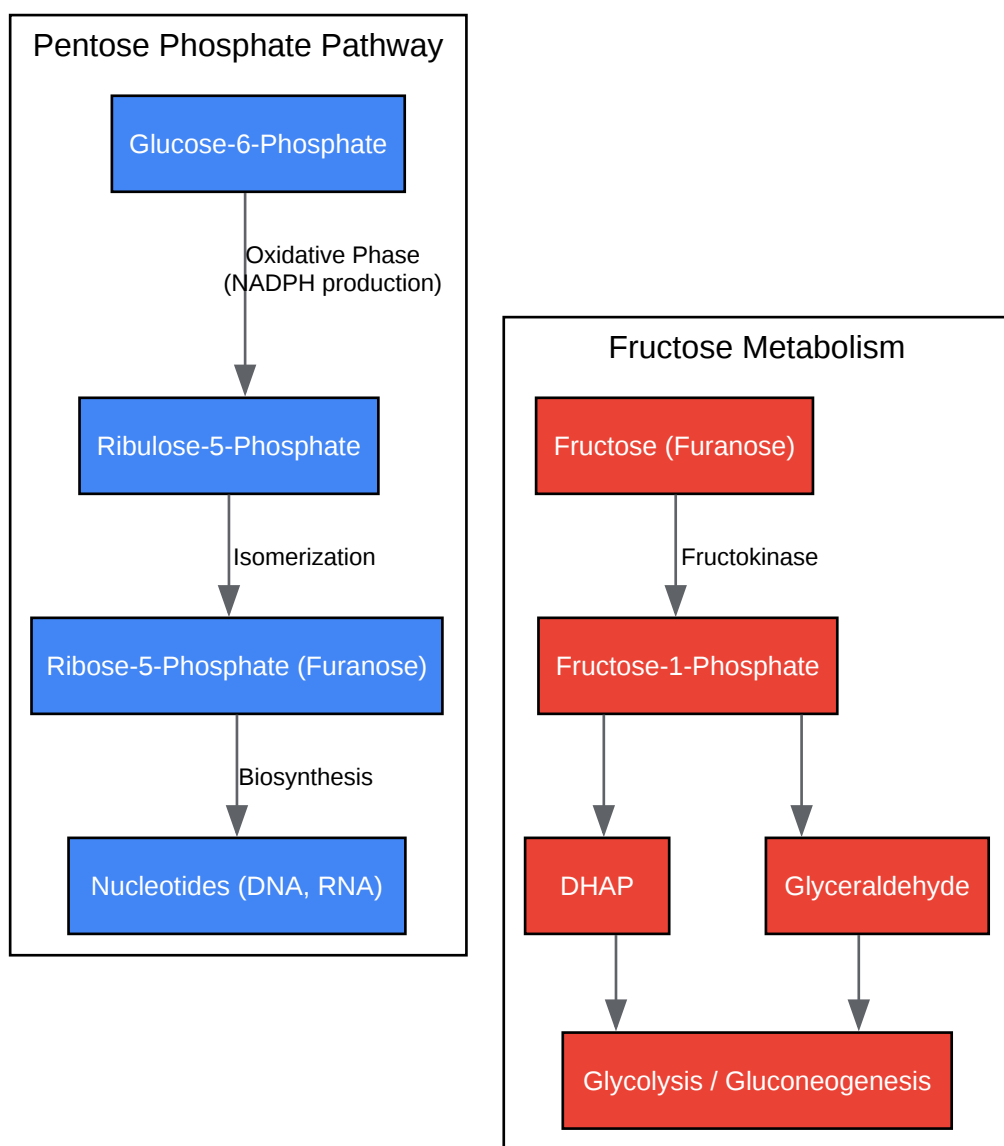 Pentose Phosphate Pathway
Glucose-6-Phosphate
Oxidative Phase
(NADPH production)
Ribulose-5-Phosphate
Isomerization
Ribose-5-Phosphate (Furanose)
Biosynthesis
Nucleotides (DNA, RNA)
Fructose Metabolism
Fructose (Furanose)
Fructokinase
Fructose-1-Phosphate
DHAP
Glyceraldehyde
Glycolysis / Gluconeogenesis